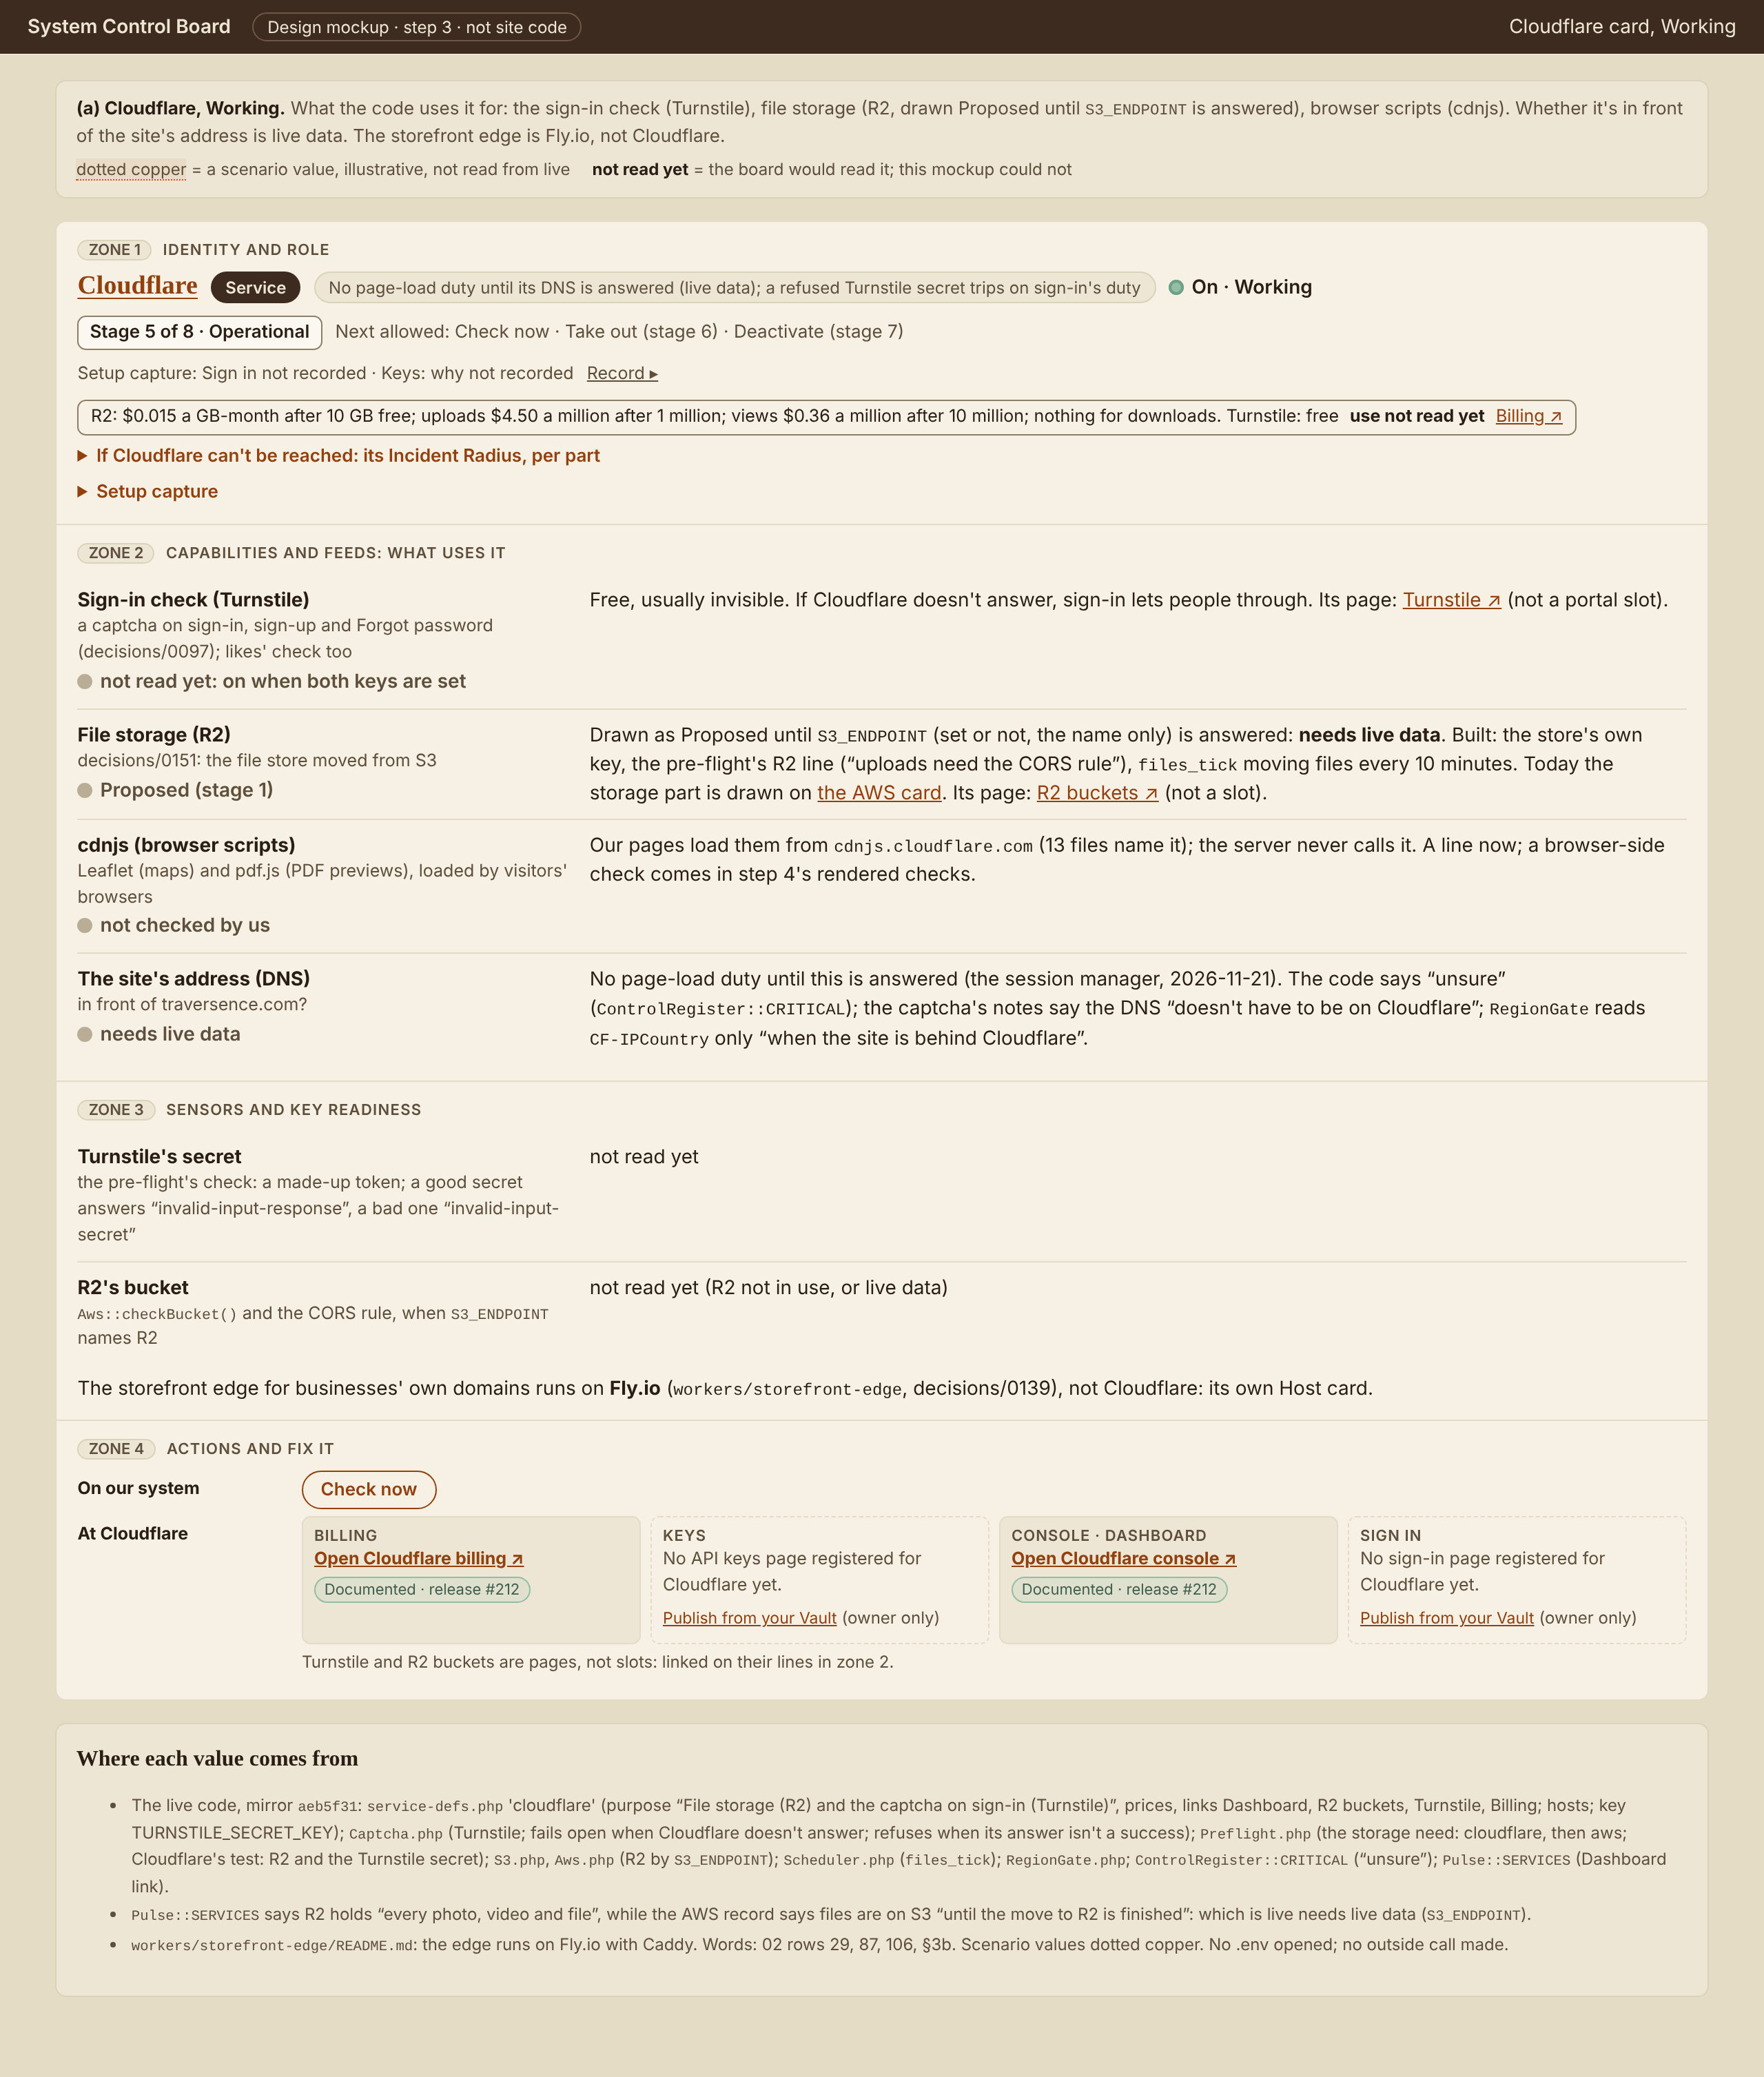 System Control Board
Design mockup · step 3 · not site code
Cloudflare card, Working
(a) Cloudflare, Working. What the code uses it for: the sign-in check (Turnstile), file storage (R2, drawn Proposed until S3_ENDPOINT is answered), browser scripts (cdnjs). Whether it's in front
of the site's address is live data. The storefront edge is Fly.io, not Cloudflare.
dotted copper = a scenario value, illustrative, not read from live not read yet = the board would read it; this mockup could not
ZONE 1 IDENTITY AND ROLE
Cloudflare Service No page-load duty until its DNS is answered (live data); a refused Turnstile secret trips on sign-in's duty On · Working
Stage 5 of 8 · Operational Next allowed: Check now · Take out (stage 6) · Deactivate (stage 7)
Setup capture: Sign in not recorded · Keys: why not recorded Record ▸
R2: $0.015 a GB-month after 10 GB free; uploads $4.50 a million after 1 million; views $0.36 a million after 10 million; nothing for downloads. Turnstile: free use not read yet Billing ↗
▶ If Cloudflare can't be reached: its Incident Radius, per part
▶ Setup capture
ZONE 2 CAPABILITIES AND FEEDS: WHAT USES IT
Sign-in check (Turnstile)
a captcha on sign-in, sign-up and Forgot password
(decisions/0097); likes' check too
not read yet: on when both keys are set
Free, usually invisible. If Cloudflare doesn't answer, sign-in lets people through. Its page: Turnstile ↗ (not a portal slot).
File storage (R2)
decisions/0151: the file store moved from S3
Proposed (stage 1)
Drawn as Proposed until S3_ENDPOINT (set or not, the name only) is answered: needs live data. Built: the store's own
key, the pre-flight's R2 line (“uploads need the CORS rule”), files_tick moving files every 10 minutes. Today the
storage part is drawn on the AWS card. Its page: R2 buckets ↗ (not a slot).
cdnjs (browser scripts)
Leaflet (maps) and pdf.js (PDF previews), loaded by visitors'
browsers
not checked by us
Our pages load them from cdnjs.cloudflare.com (13 files name it); the server never calls it. A line now; a browser-side
check comes in step 4's rendered checks.
The site's address (DNS)
in front of traversence.com?
needs live data
No page-load duty until this is answered (the session manager, 2026-11-21). The code says “unsure”
(ControlRegister::CRITICAL); the captcha's notes say the DNS “doesn't have to be on Cloudflare”; RegionGate reads
CF-IPCountry only “when the site is behind Cloudflare”.
ZONE 3 SENSORS AND KEY READINESS
Turnstile's secret
the pre-flight's check: a made-up token; a good secret
answers “invalid-input-response”, a bad one “invalid-input-
secret”
not read yet
R2's bucket
Aws::checkBucket() and the CORS rule, when S3_ENDPOINT
names R2
not read yet (R2 not in use, or live data)
The storefront edge for businesses' own domains runs on Fly.io (workers/storefront-edge, decisions/0139), not Cloudflare: its own Host card.
ZONE 4 ACTIONS AND FIX IT
On our system
Check now
At Cloudflare
BILLING
Open Cloudflare billing ↗
Documented · release #212
KEYS
No API keys page registered for
Cloudflare yet.
Publish from your Vault (owner only)
CONSOLE · DASHBOARD
Open Cloudflare console ↗
Documented · release #212
SIGN IN
No sign-in page registered for
Cloudflare yet.
Publish from your Vault (owner only)
Turnstile and R2 buckets are pages, not slots: linked on their lines in zone 2.
Where each value comes from
• The live code, mirror aeb5f31: service-defs.php 'cloudflare' (purpose “File storage (R2) and the captcha on sign-in (Turnstile)”, prices, links Dashboard, R2 buckets, Turnstile, Billing; hosts; key
TURNSTILE_SECRET_KEY); Captcha.php (Turnstile; fails open when Cloudflare doesn't answer; refuses when its answer isn't a success); Preflight.php (the storage need: cloudflare, then aws;
Cloudflare's test: R2 and the Turnstile secret); S3.php, Aws.php (R2 by S3_ENDPOINT); Scheduler.php (files_tick); RegionGate.php; ControlRegister::CRITICAL (“unsure”); Pulse::SERVICES (Dashboard
link).
• Pulse::SERVICES says R2 holds “every photo, video and file”, while the AWS record says files are on S3 “until the move to R2 is finished”: which is live needs live data (S3_ENDPOINT).
• workers/storefront-edge/README.md: the edge runs on Fly.io with Caddy. Words: 02 rows 29, 87, 106, §3b. Scenario values dotted copper. No .env opened; no outside call made.